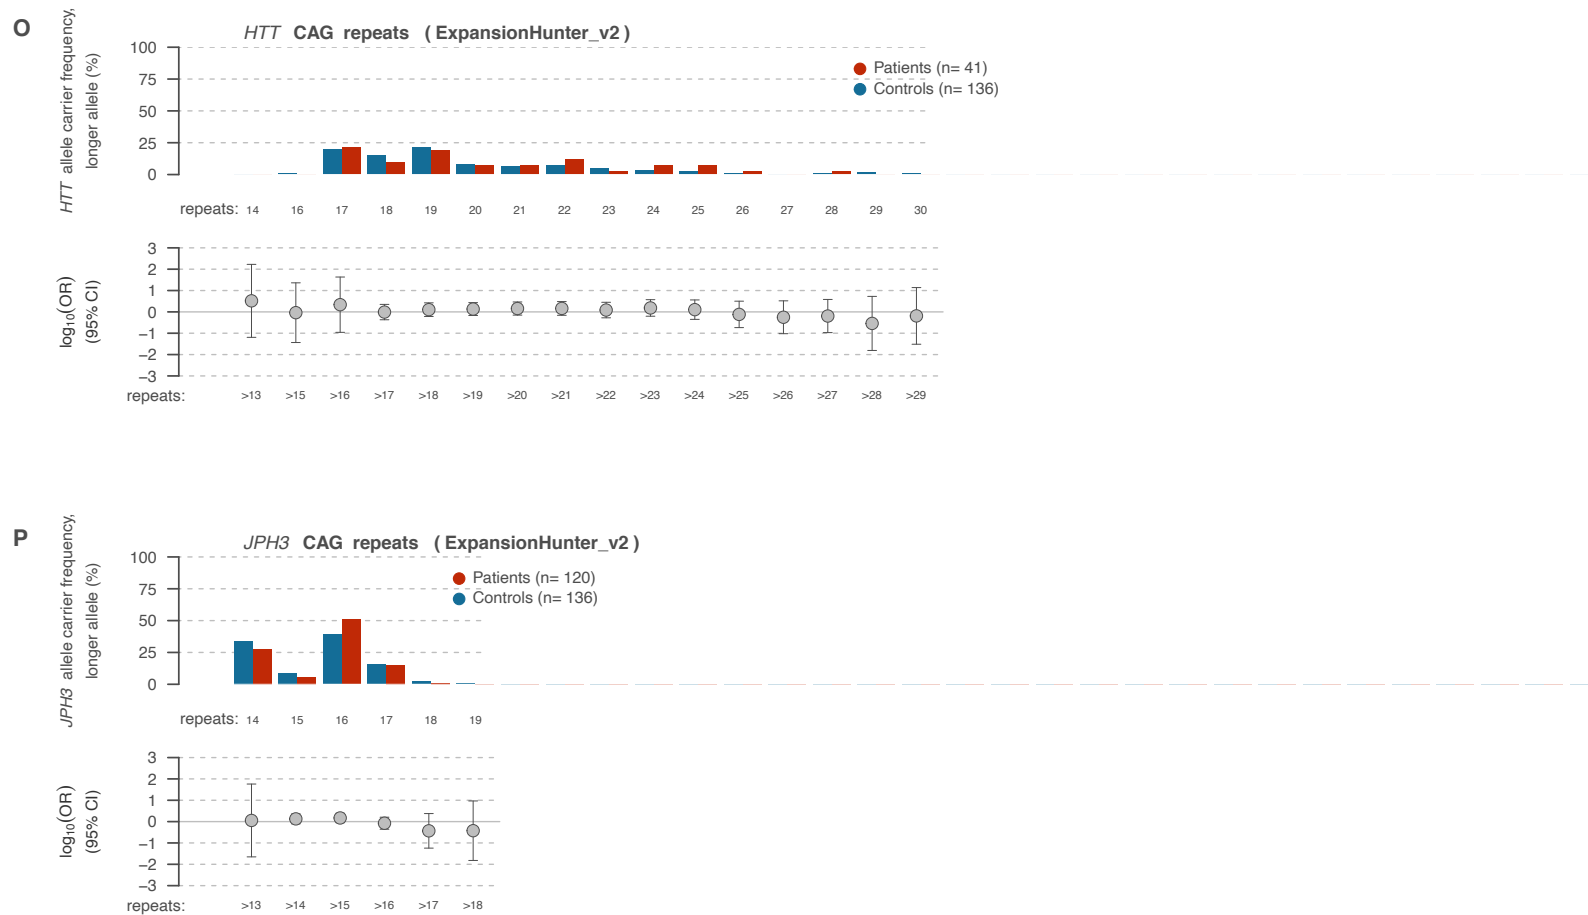 O
HTT CAG repeats ( ExpansionHunter_v2 )
HTT allele carrier frequency,
longer allele (%)
100
75
50
25
0
Patients (n= 41)
Controls (n= 136)
repeats: 14 16 17 18 19 20 21 22 23 24 25 26 27 28 29 30
log10(OR)
(95% CI)
3
2
1
0
−1
−2
−3
repeats: >13 >15 >16 >17 >18 >19 >20 >21 >22 >23 >24 >25 >26 >27 >28 >29
P
JPH3 CAG repeats ( ExpansionHunter_v2 )
JPH3 allele carrier frequency,
longer allele (%)
100
75
50
25
0
Patients (n= 120)
Controls (n= 136)
repeats: 14 15 16 17 18 19
log10(OR)
(95% CI)
3
2
1
0
−1
−2
−3
repeats: >13 >14 >15 >16 >17 >18